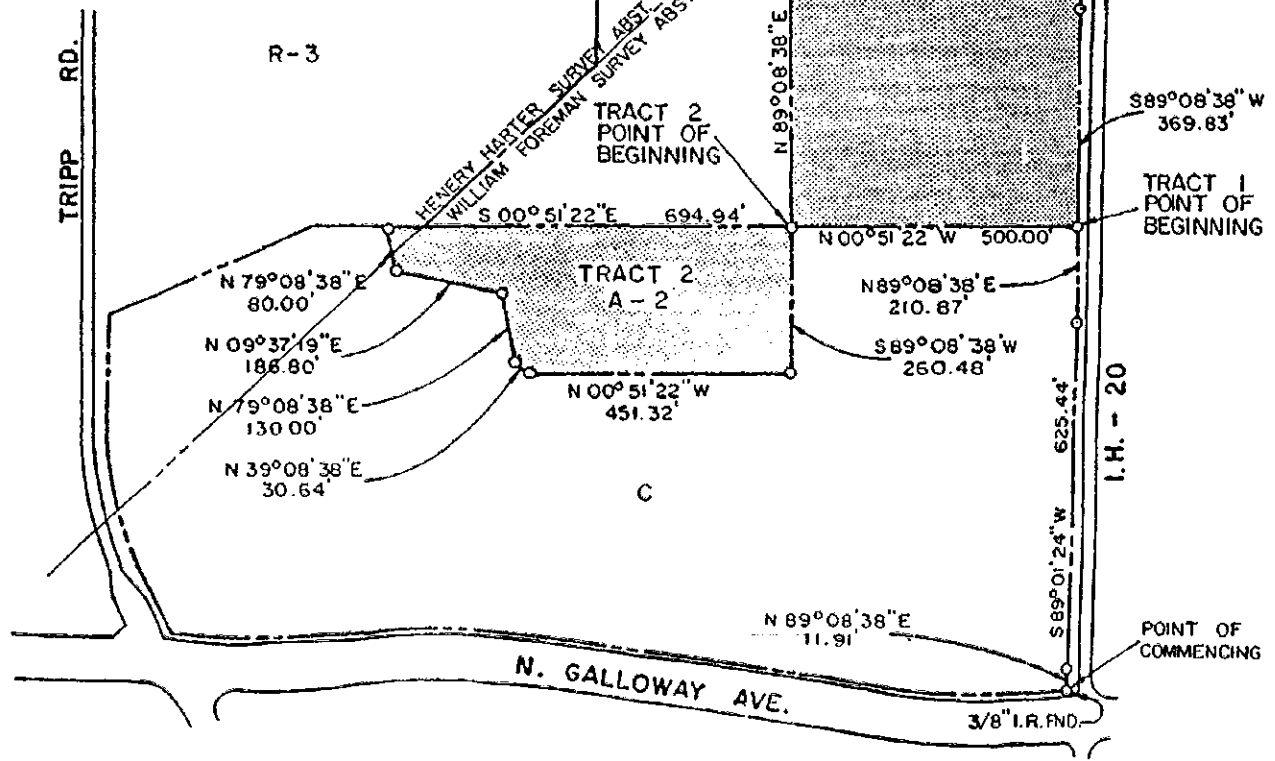 TRIPP RD.
R-3
HENERY HARTER SURVEY ABST.
WILLIAM FOREMAN SURVEY ABS
N 89°08'38"E
S89°08'38"W
369.83'
TRACT 2
POINT OF
BEGINNING
TRACT 1
POINT OF
BEGINNING
S 00°51'22"E 694.94'
N 00°51 22 W 500.00'
N 79°08'38"E
80.00'
TRACT 2
A-2
N89°08'38"E
210.87'
N 09°37'19"E
186.80'
S89°08'38"W
260.48'
N 00°51'22"W
451.32'
N 79°08'38"E
130 00'
I.H. - 20
625.44'
N 39°08'38"E
30.64'
C
S 89°01'24"W
N 89°08'38"E
11.91'
POINT OF
COMMENCING
N. GALLOWAY AVE.
3/8" I.R.FND.